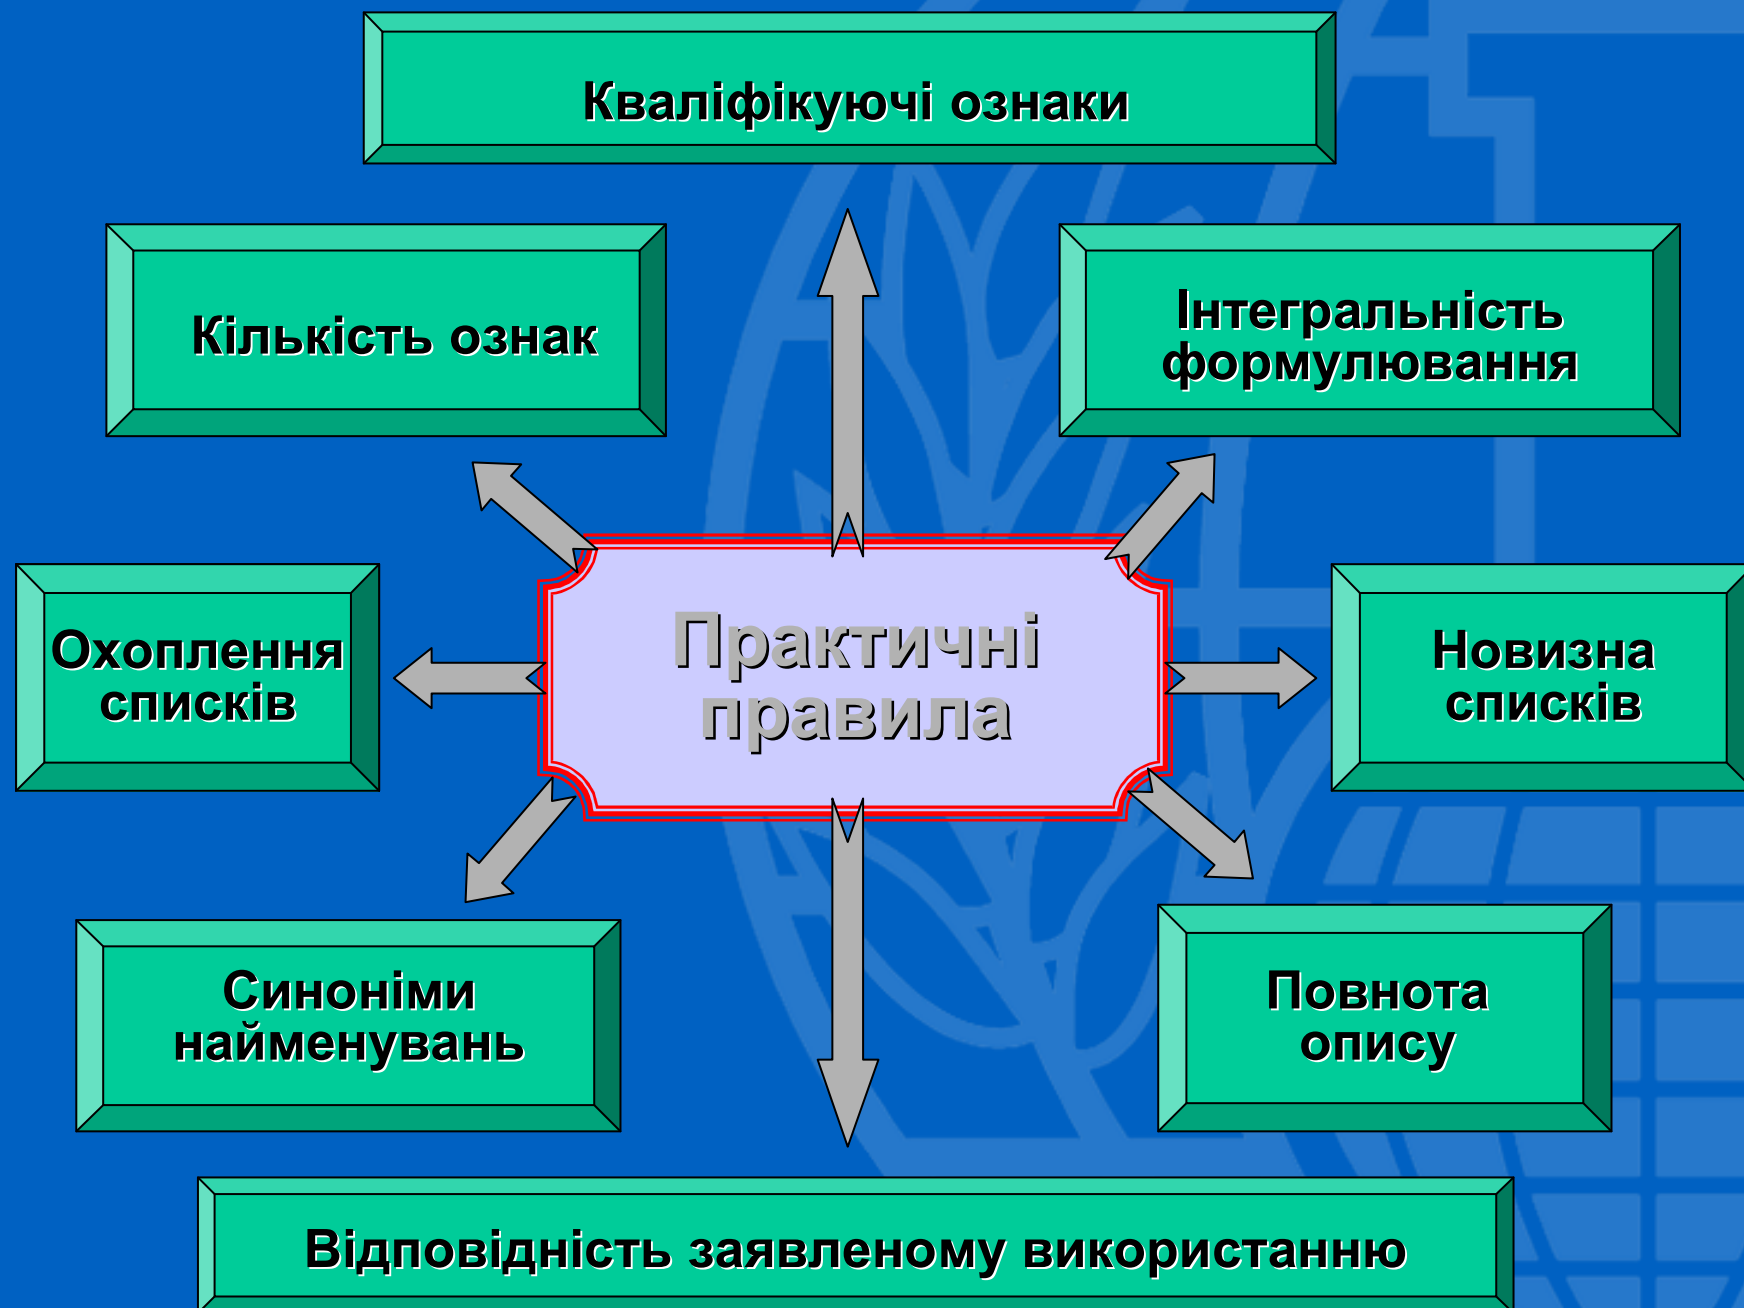 Кваліфікуючі ознаки
Кількість ознак
Інтегральність
формулювання
Охоплення
списків
Практичні
правила
Новизна
списків
Синоніми
найменувань
Повнота
опису
Відповідність заявленому використанню